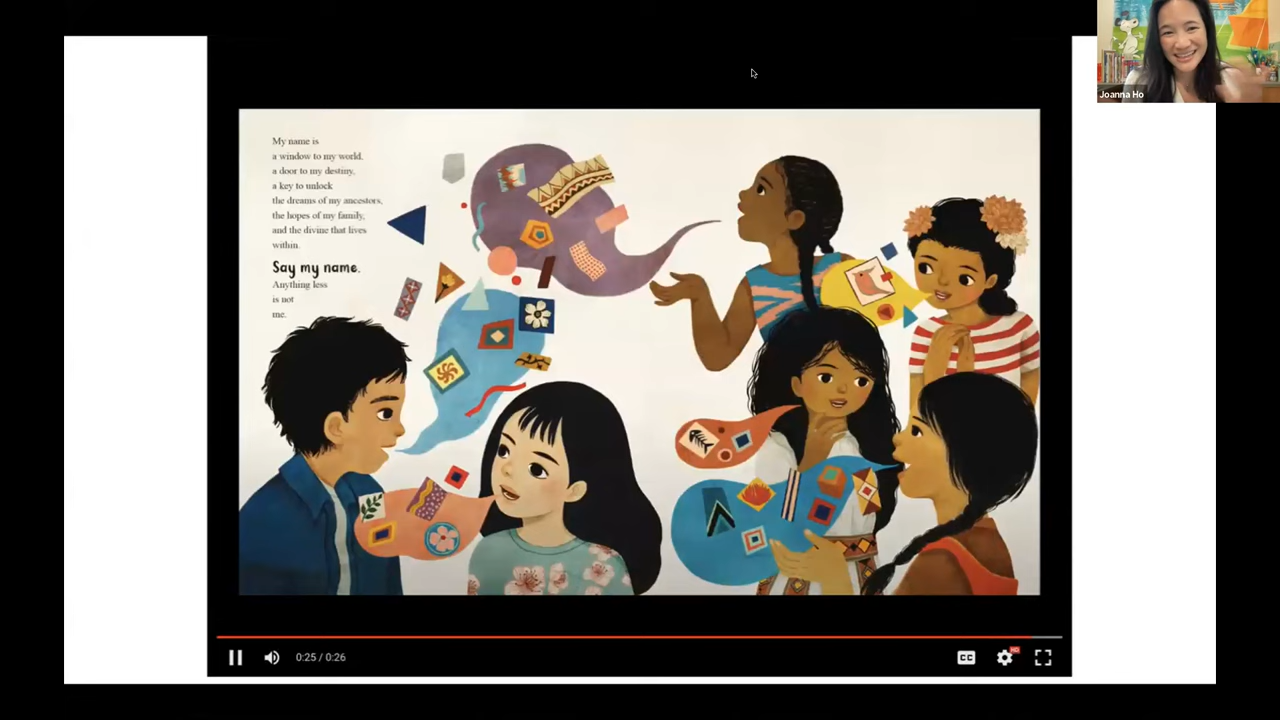 Joanna Ho
My name is
a window to my world,
a door to my destiny,
a key to unlock
the dreams of my ancestors,
the hopes of my family,
and the divine that lives
within.
Say my name.
Anything less
is not
me.
0:25 / 0:26
CC
HD